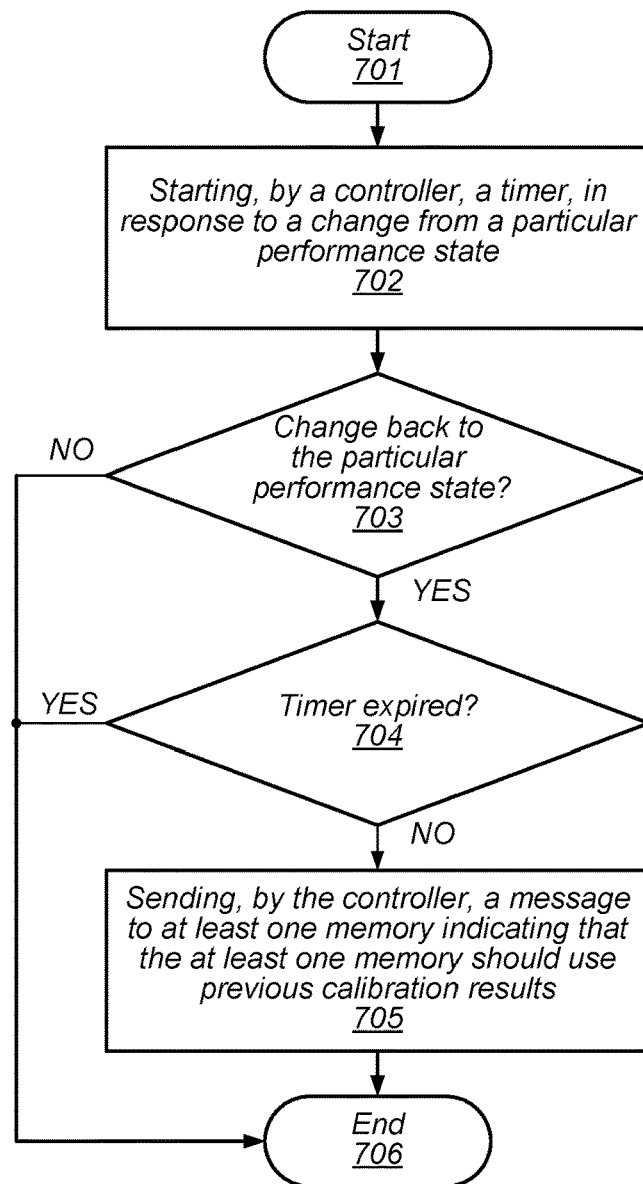 Start
701
Starting, by a controller, a timer, in
response to a change from a particular
performance state
702
Change back to
the particular
performance state?
703
NO
YES
Timer expired?
704
YES
NO
Sending, by the controller, a message
to at least one memory indicating that
the at least one memory should use
previous calibration results
705
End
706